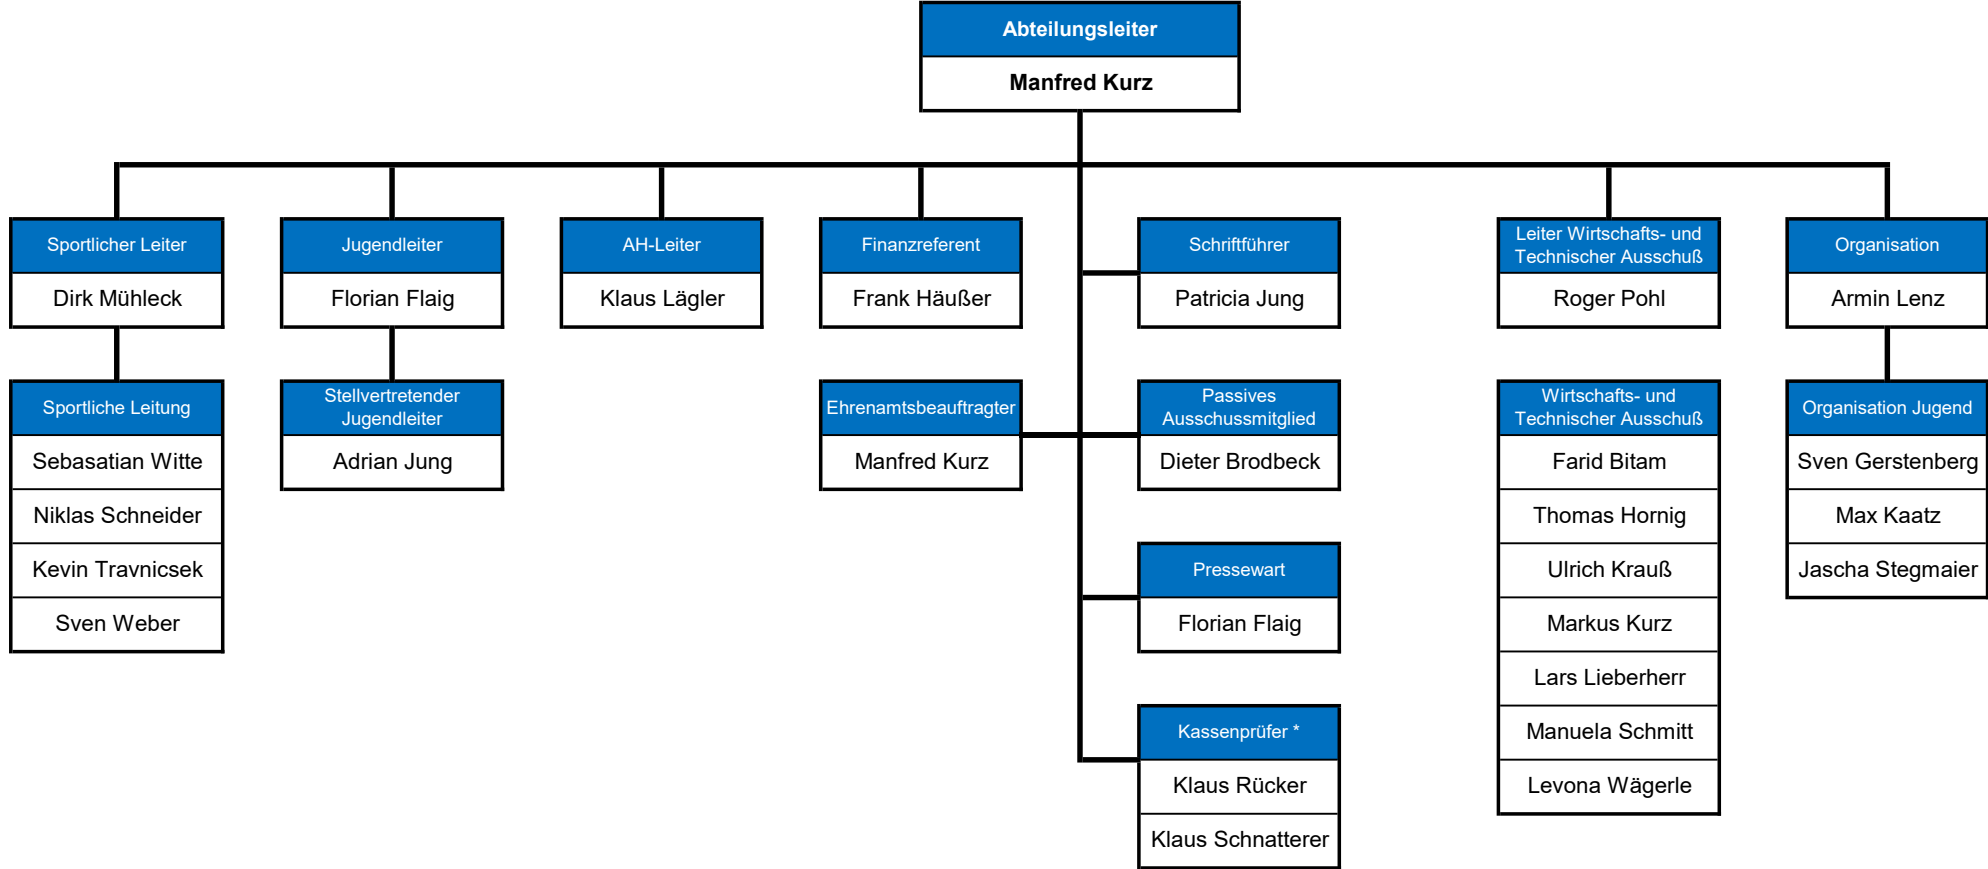 Abteilungsleiter
Manfred Kurz
Sportlicher Leiter
Dirk Mühleck
Jugendleiter
Florian Flaig
AH-Leiter
Klaus Lägler
Finanzreferent
Frank Häußer
Schriftführer
Patricia Jung
Leiter Wirtschafts- und
Technischer Ausschuß
Roger Pohl
Organisation
Armin Lenz
Sportliche Leitung
Sebasatian Witte
Niklas Schneider
Kevin Travnicsek
Sven Weber
Stellvertretender
Jugendleiter
Adrian Jung
Ehrenamtsbeauftragter
Manfred Kurz
Passives
Ausschussmitglied
Dieter Brodbeck
Pressewart
Florian Flaig
Kassenprüfer *
Klaus Rücker
Klaus Schnatterer
Wirtschafts- und
Technischer Ausschuß
Farid Bitam
Thomas Hornig
Ulrich Krauß
Markus Kurz
Lars Lieberherr
Manuela Schmitt
Levona Wägerle
Organisation Jugend
Sven Gerstenberg
Max Kaatz
Jascha Stegmaier